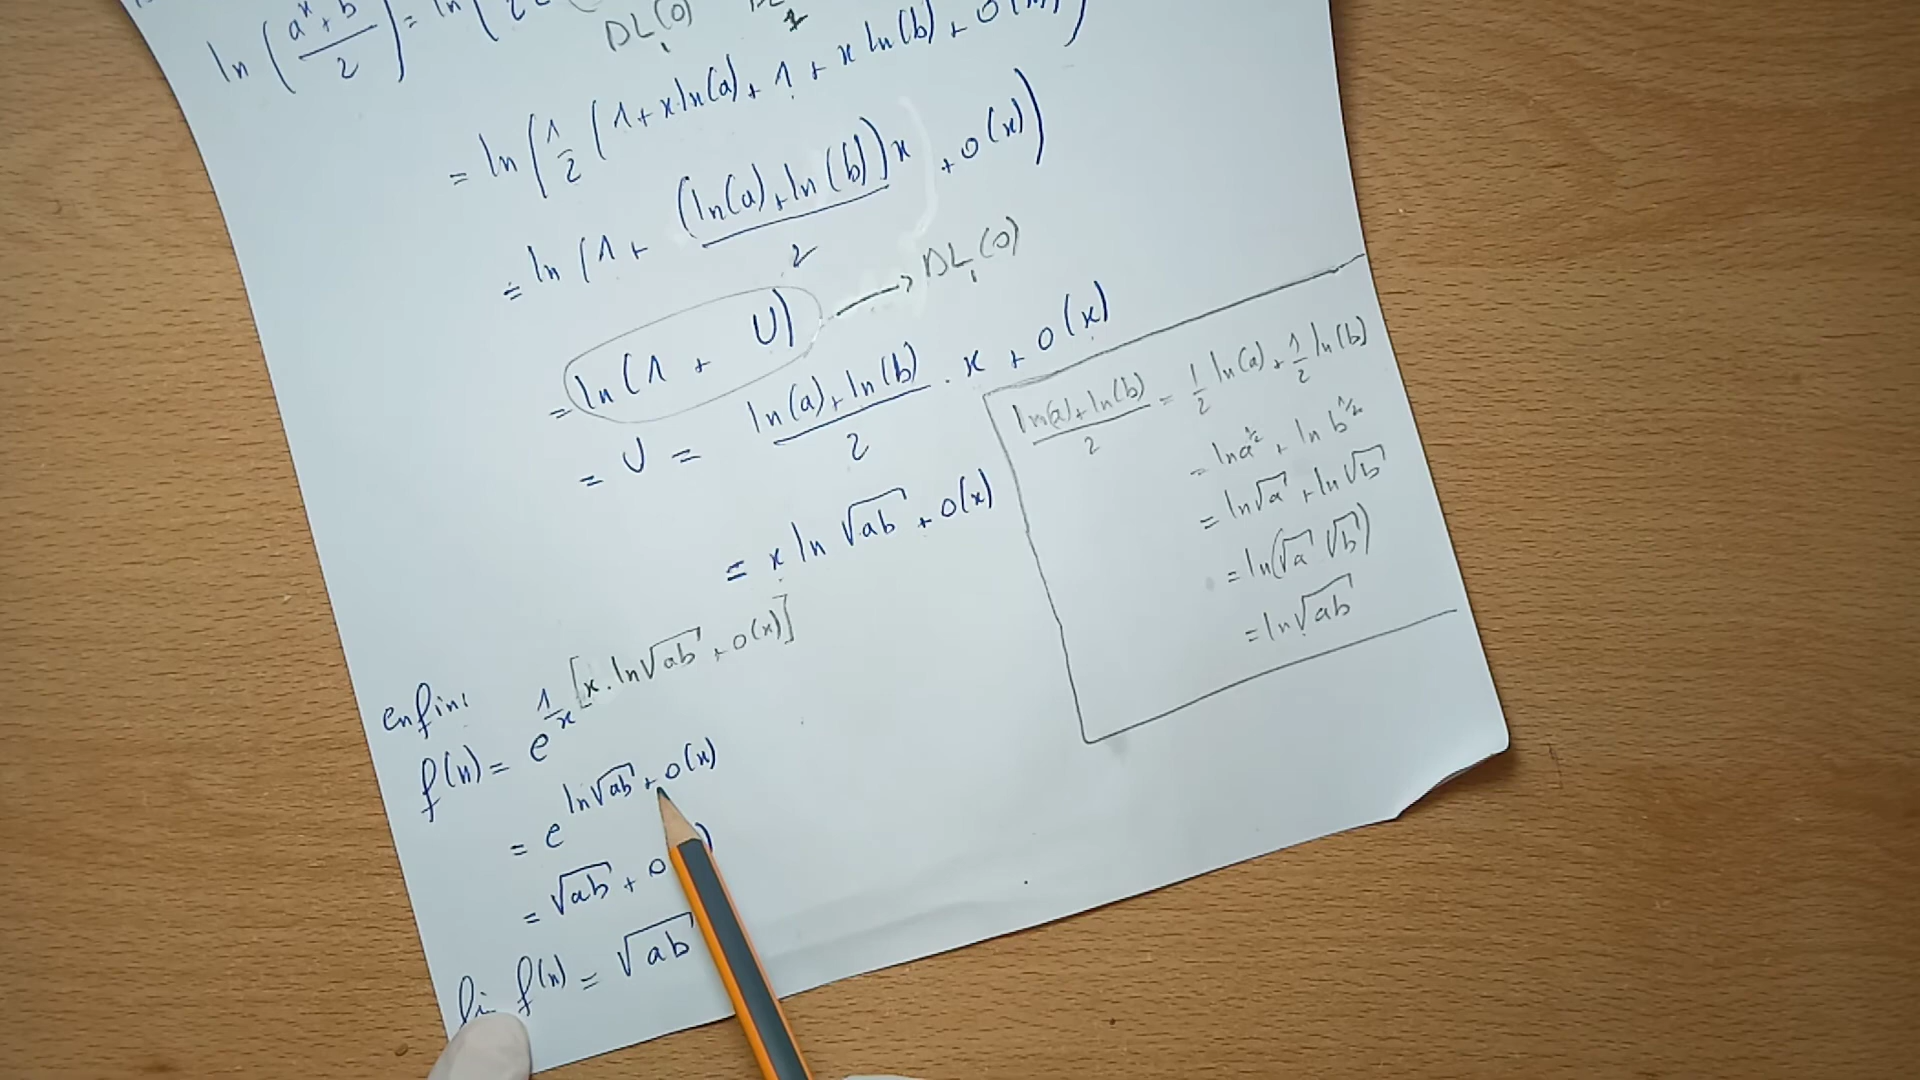 ln ( (a^x + b^x)/2 ) = ln (
DL₁(0)
= ln ( 1/2 ( 1 + x ln(a) + 1 + x ln(b) + o(x) )
= ln ( 1 + (ln(a) + ln(b))/2 x + o(x) )
= ln ( 1 + U ) → DL₁(0)
= U = (ln(a) + ln(b))/2 . x + o(x)
= x ln √ab + o(x)
(ln(a) + ln(b))/2 = 1/2 ln(a) + 1/2 ln(b)
= ln a^1/2 + ln b^1/2
= ln √a + ln √b
= ln(√a √b)
= ln √ab
enfin:
f(x) = e^(1/x [x . ln √ab + o(x)])
= e^(ln √ab + o(x))
= √ab + o
f(x) = √ab